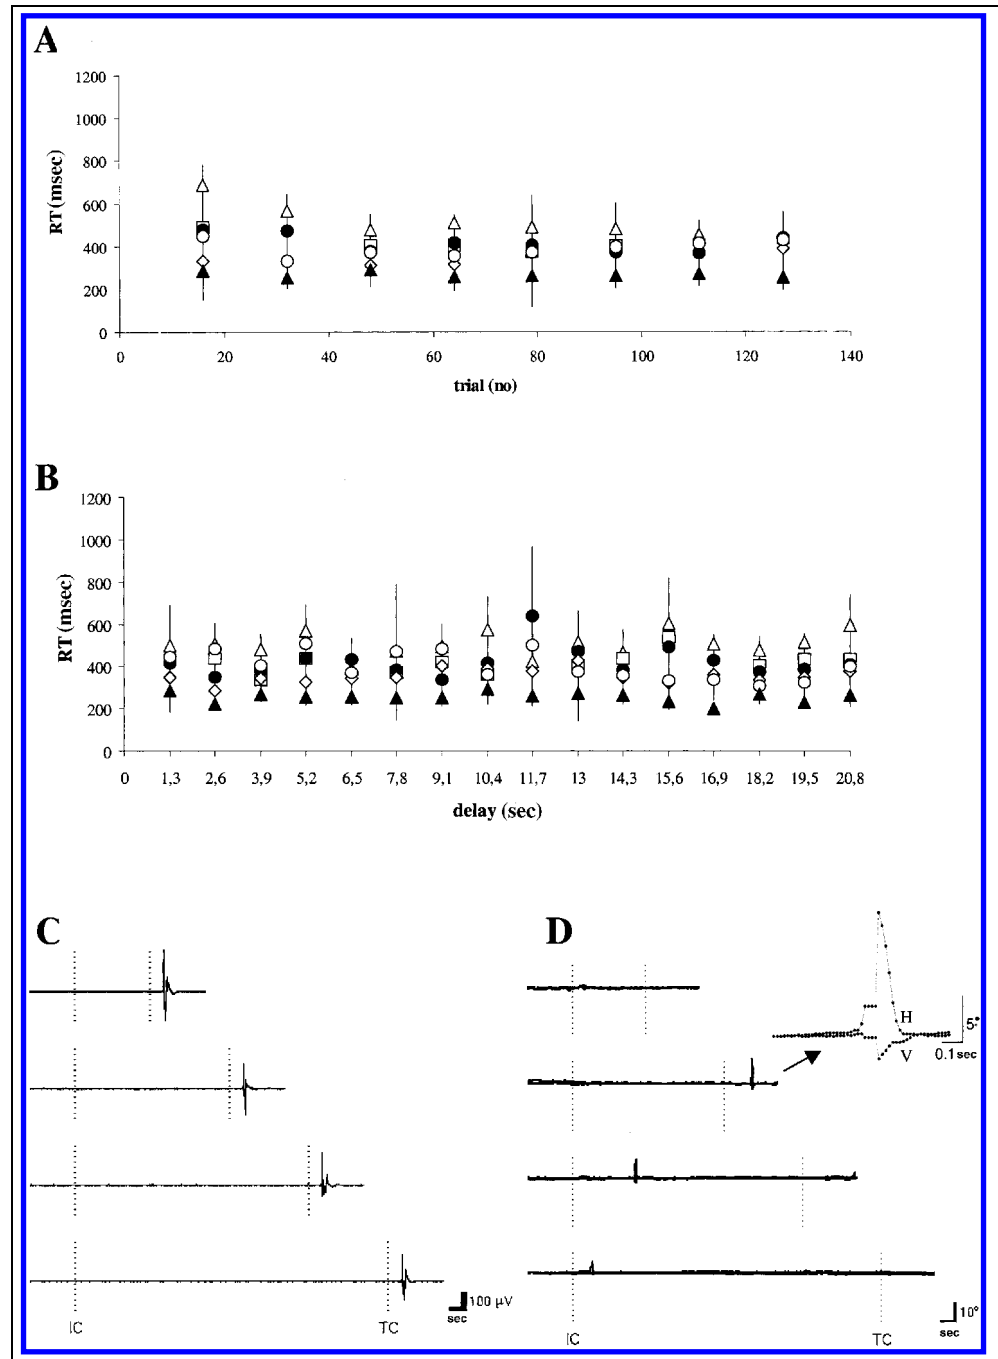 A
1200
1000
800
600
400
200
0
RT (msec)
0 20 40 60 80 100 120 140
trial (no)
B
1200
1000
800
600
400
200
0
RT (msec)
0 1,3 2,6 3,9 5,2 6,5 7,8 9,1 10,4 11,7 13 14,3 15,6 16,9 18,2 19,5 20,8
delay (sec)
C
100 µV
sec
IC TC
D
H
V
5°
0.1 sec
10°
sec
IC TC